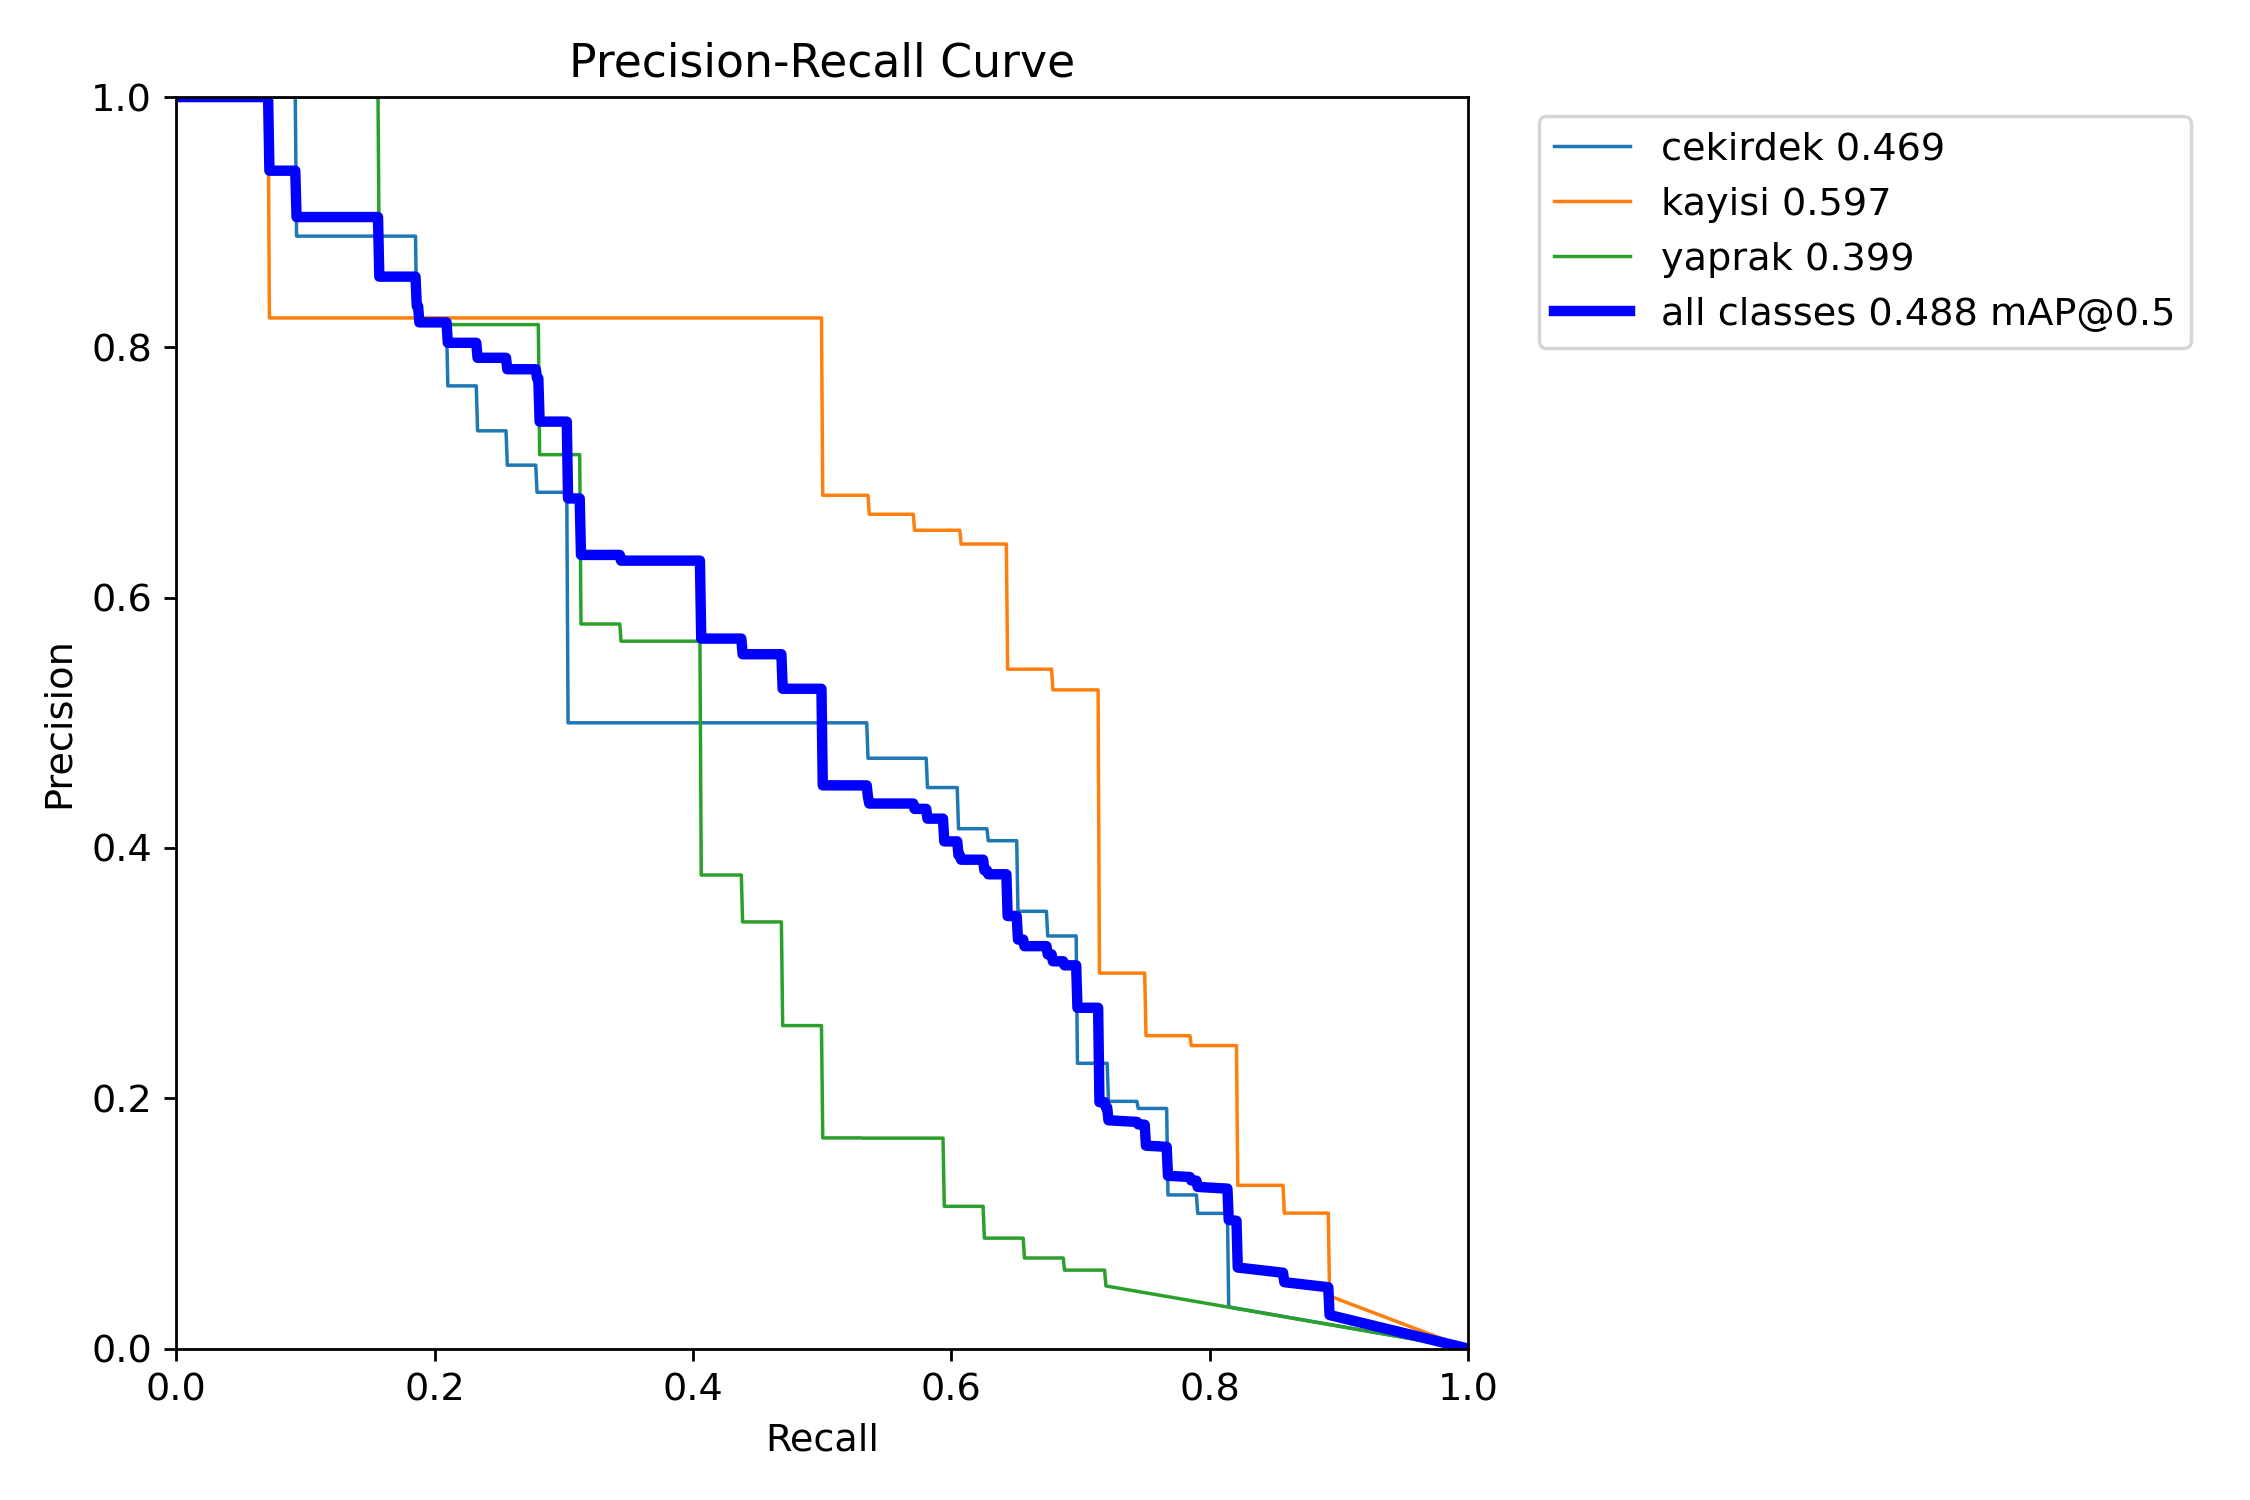 Precision-Recall Curve
1.0
0.8
0.6
0.4
0.2
0.0
Precision
0.0 0.2 0.4 0.6 0.8 1.0
Recall
cekirdek 0.469
kayisi 0.597
yaprak 0.399
all classes 0.488 mAP@0.5